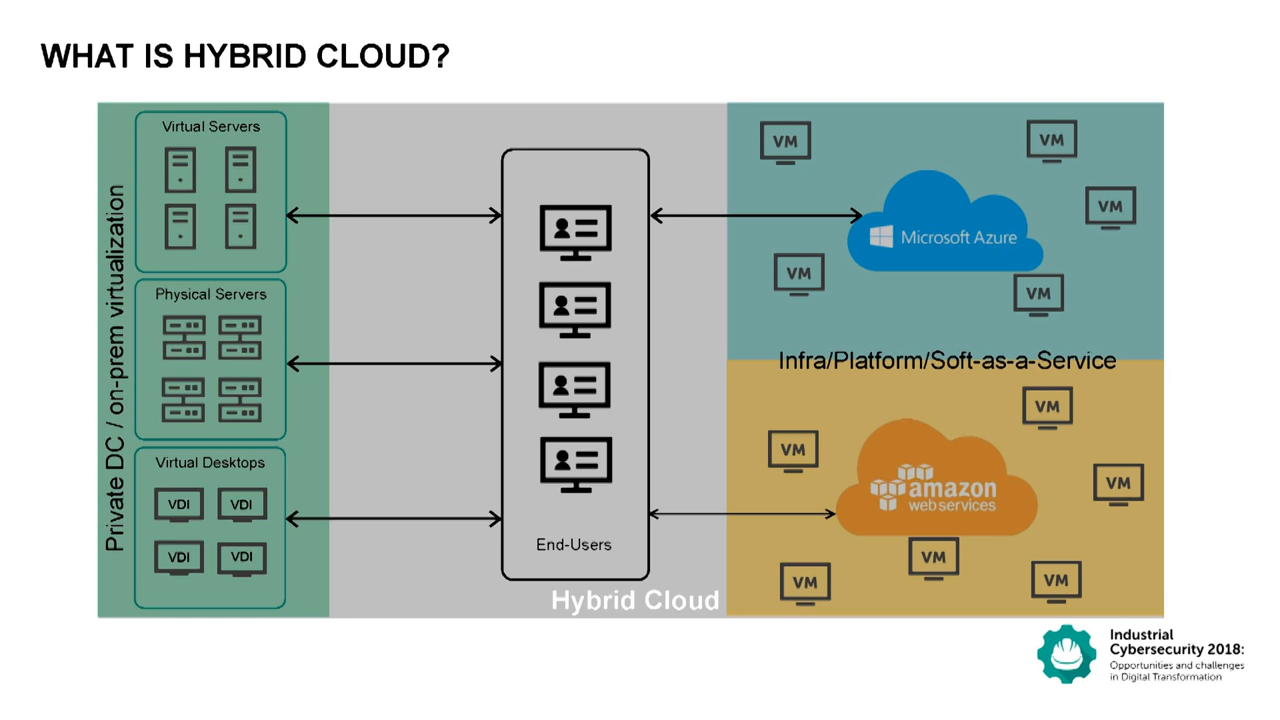 WHAT IS HYBRID CLOUD?
Private DC / on-prem virtualization
Virtual Servers
Physical Servers
Virtual Desktops
VDI
VDI
VDI
VDI
End-Users
Hybrid Cloud
VM
VM
VM
VM
VM
Microsoft Azure
Infra/Platform/Soft-as-a-Service
VM
VM
VM
VM
VM
VM
amazon
web services
Industrial
Cybersecurity 2018:
Opportunities and challenges
in Digital Transformation